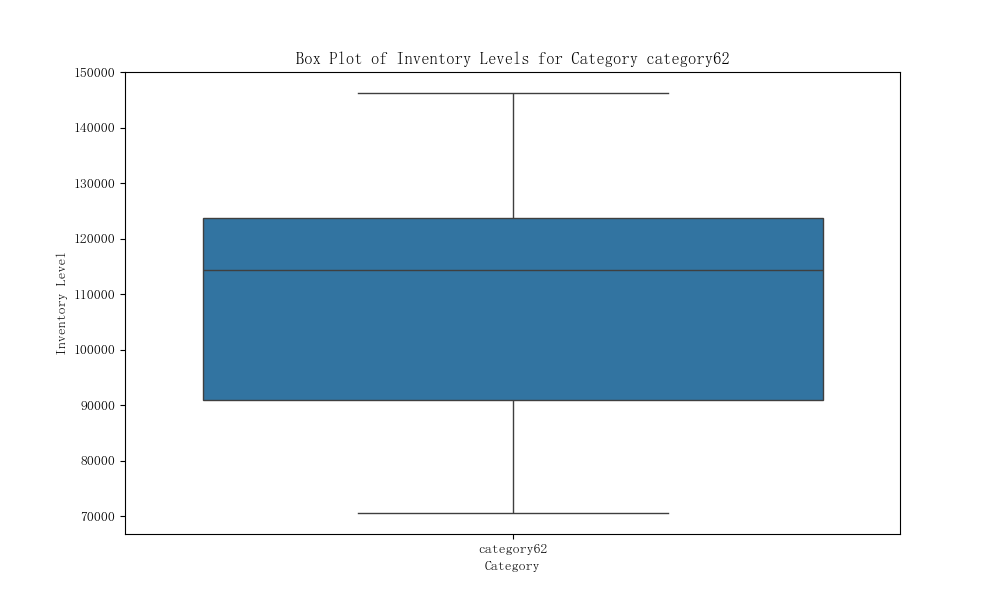 Box Plot of Inventory Levels for Category category62
150000
140000
130000
120000
110000
100000
90000
80000
70000
Inventory Level
category62
Category